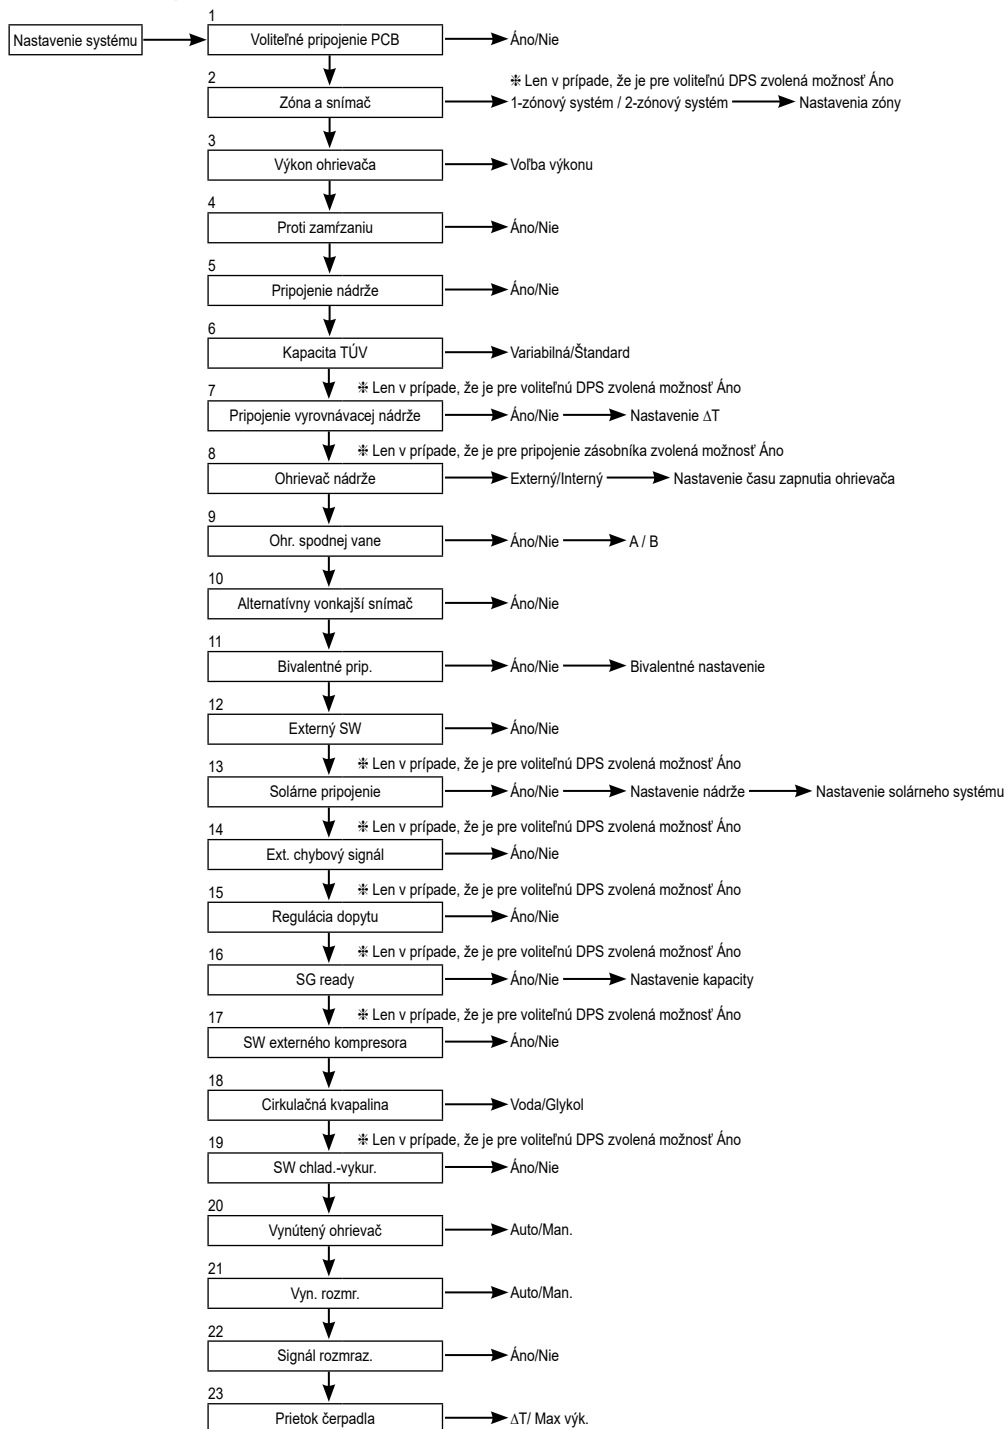 1
Nastavenie systému
Voliteľné pripojenie PCB
Áno/Nie
2
❉ Len v prípade, že je pre voliteľnú DPS zvolená možnosť Áno
Zóna a snímač
1-zónový systém / 2-zónový systém
Nastavenia zóny
3
Výkon ohrievača
Voľba výkonu
4
Proti zamŕzaniu
Áno/Nie
5
Pripojenie nádrže
Áno/Nie
6
Kapacita TÚV
Variabilná/Štandard
7
❉ Len v prípade, že je pre voliteľnú DPS zvolená možnosť Áno
Pripojenie vyrovnávacej nádrže
Áno/Nie
Nastavenie ΔT
8
❉ Len v prípade, že je pre pripojenie zásobníka zvolená možnosť Áno
Ohrievač nádrže
Externý/Interný
Nastavenie času zapnutia ohrievača
9
Ohr. spodnej vane
Áno/Nie
A / B
10
Alternatívny vonkajší snímač
Áno/Nie
11
Bivalentné prip.
Áno/Nie
Bivalentné nastavenie
12
Externý SW
Áno/Nie
13
❉ Len v prípade, že je pre voliteľnú DPS zvolená možnosť Áno
Solárne pripojenie
Áno/Nie
Nastavenie nádrže
Nastavenie solárneho systému
14
❉ Len v prípade, že je pre voliteľnú DPS zvolená možnosť Áno
Ext. chybový signál
Áno/Nie
15
❉ Len v prípade, že je pre voliteľnú DPS zvolená možnosť Áno
Regulácia dopytu
Áno/Nie
16
❉ Len v prípade, že je pre voliteľnú DPS zvolená možnosť Áno
SG ready
Áno/Nie
Nastavenie kapacity
17
❉ Len v prípade, že je pre voliteľnú DPS zvolená možnosť Áno
SW externého kompresora
Áno/Nie
18
Cirkulačná kvapalina
Voda/Glykol
19
❉ Len v prípade, že je pre voliteľnú DPS zvolená možnosť Áno
SW chlad.-vykur.
Áno/Nie
20
Vynútený ohrievač
Auto/Man.
21
Vyn. rozmr.
Auto/Man.
22
Signál rozmraz.
Áno/Nie
23
Prietok čerpadla
ΔT/ Max výk.